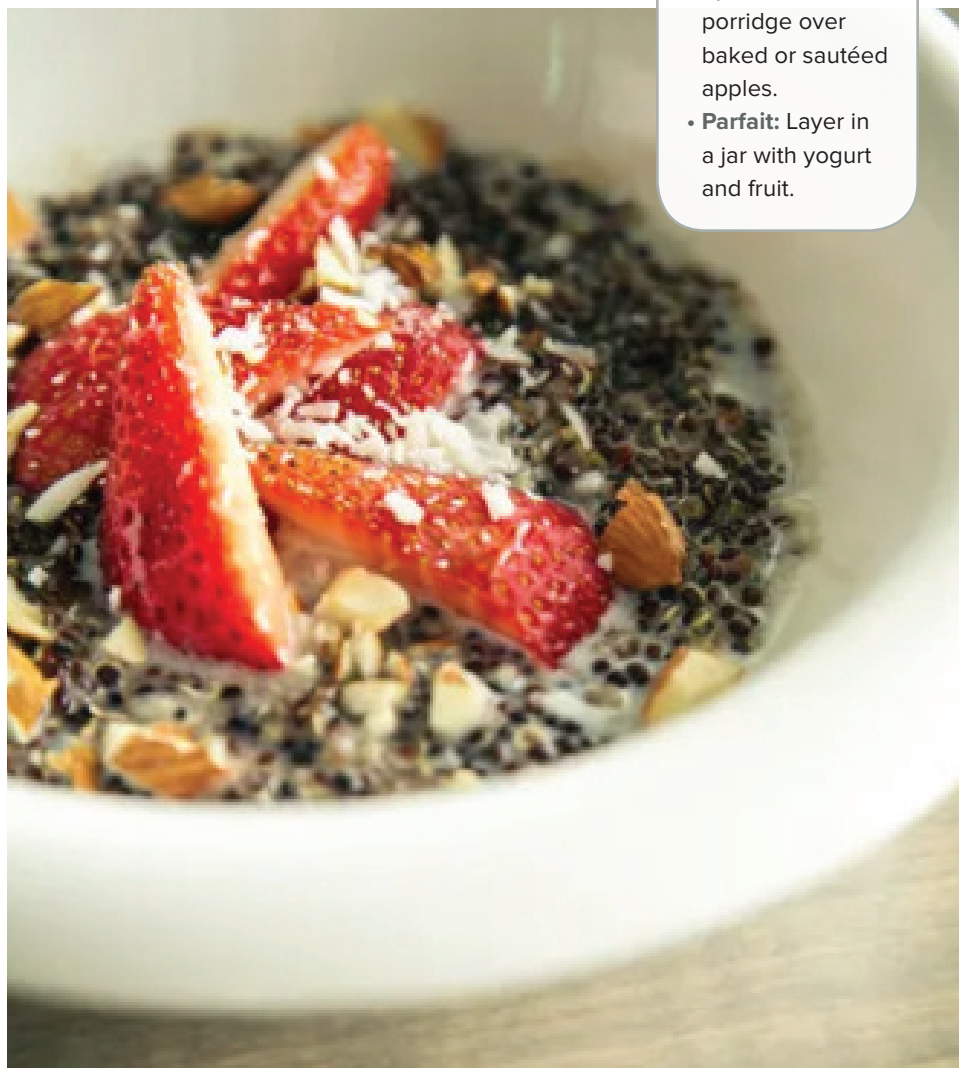 porridge over
baked or sautéed
apples.
• Parfait: Layer in
a jar with yogurt
and fruit.